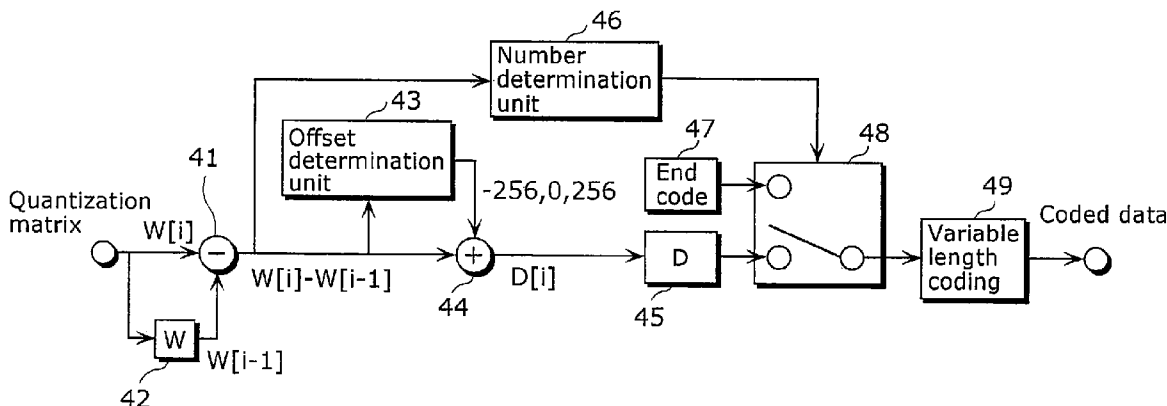 46
Number
determination
unit
43
Offset
determination
unit
47
End
code
48
41
-256,0,256
49
Quantization
matrix
W[i]
−
W[i]-W[i-1]
+
44
D[i]
D
45
Variable
length
coding
Coded data
W
W[i-1]
42